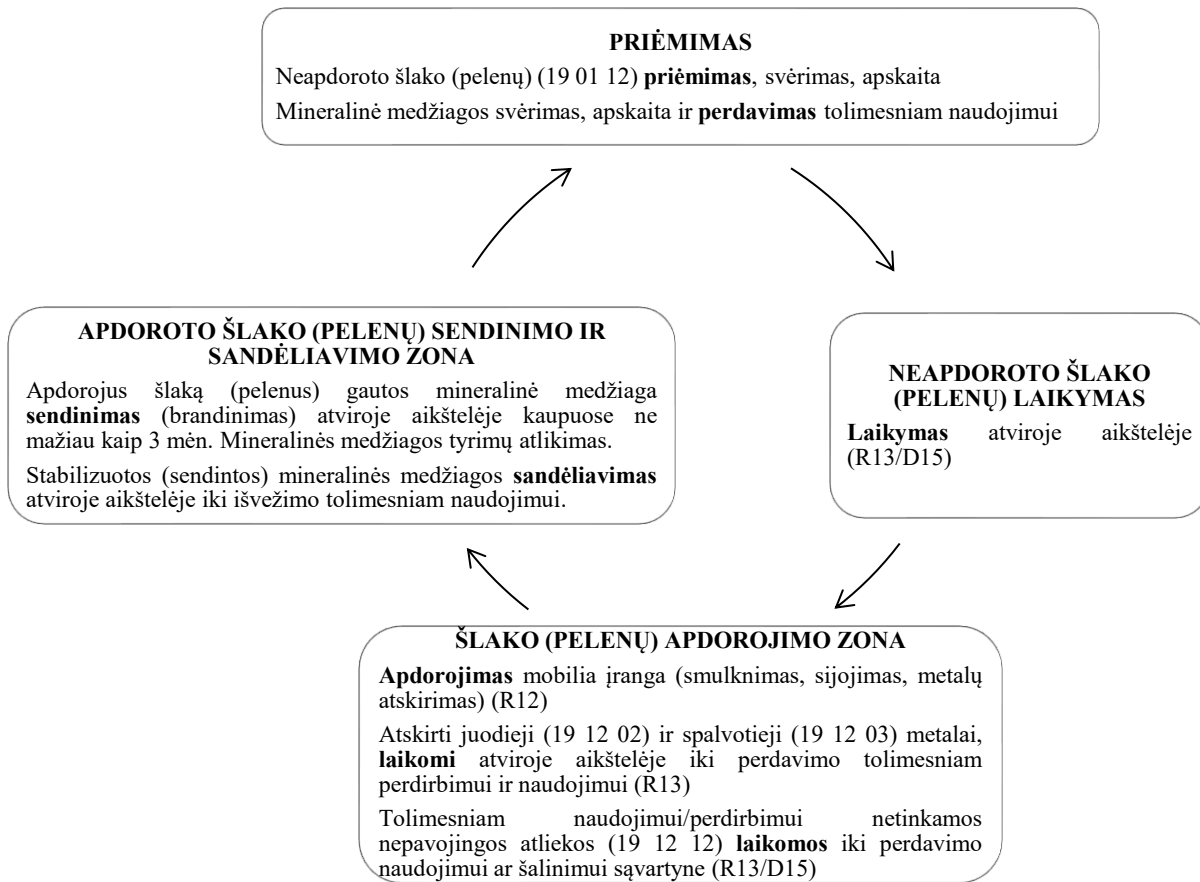 PRIĖMIMAS
Neapdoroto šlako (pelenų) (19 01 12) priėmimas, svėrimas, apskaita
Mineralinė medžiagos svėrimas, apskaita ir perdavimas tolimesniam naudojimui
APDOROTO ŠLAKO (PELENŲ) SENDINIMO IR
SANDĖLIAVIMO ZONA
Apdorojus šlaką (pelenus) gautos mineralinė medžiaga
sendinimas (brandinimas) atviroje aikštelėje kaupuose ne
mažiau kaip 3 mėn. Mineralinės medžiagos tyrimų atlikimas.
Stabilizuotos (sendintos) mineralinės medžiagos sandėliavimas
atviroje aikštelėje iki išvežimo tolimesniam naudojimui.
NEAPDOROTO ŠLAKO
(PELENŲ) LAIKYMAS
Laikymas atviroje aikštelėje
(R13/D15)
ŠLAKO (PELENŲ) APDOROJIMO ZONA
Apdorojimas mobilia įranga (smulknimas, sijojimas, metalų
atskirimas) (R12)
Atskirti juodieji (19 12 02) ir spalvotieji (19 12 03) metalai,
laikomi atviroje aikštelėje iki perdavimo tolimesniam
perdirbimui ir naudojimui (R13)
Tolimesniam naudojimui/perdirbimui netinkamos
nepavojingos atliekos (19 12 12) laikomos iki perdavimo
naudojimui ar šalinimui sąvartyne (R13/D15)